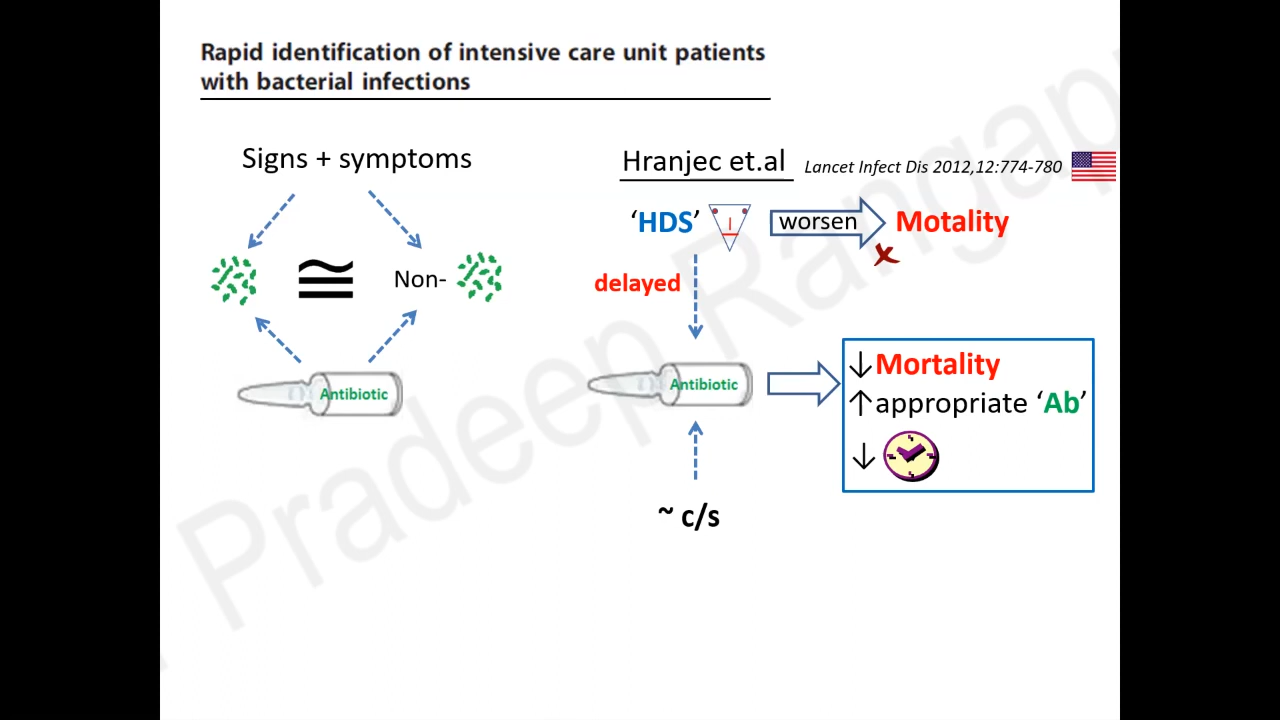 Rapid identification of intensive care unit patients
with bacterial infections
Signs + symptoms
≅ Non-
Antibiotic
Hranjec et.al Lancet Infect Dis 2012,12:774-780
‘HDS’ worsen Motality
delayed
Antibiotic
↓Mortality
↑appropriate ‘Ab’
↓
~ c/s
Pradeep Rangap